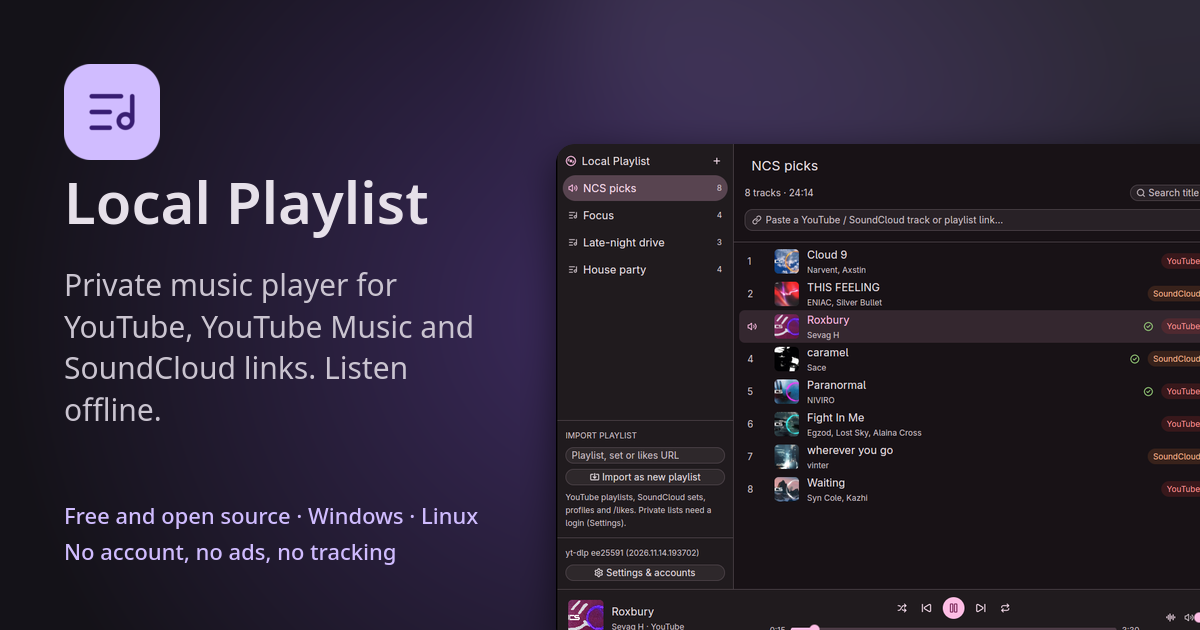 Local Playlist
Private music player for
YouTube, YouTube Music and
SoundCloud links. Listen
offline.
Free and open source · Windows · Linux
No account, no ads, no tracking
Local Playlist
NCS picks 8
Focus 4
Late-night drive 3
House party 4
IMPORT PLAYLIST
Playlist, set or likes URL
Import as new playlist
YouTube playlists, SoundCloud sets,
profiles and /likes. Private lists need a
login (Settings).
yt-dlp ee25591 (2026.11.14.193702)
Settings & accounts
NCS picks
8 tracks · 24:14
Search title
Paste a YouTube / SoundCloud track or playlist link...
1 Cloud 9 YouTube
Narvent, Axstin
2 THIS FEELING SoundCloud
ENIAC, Silver Bullet
Roxbury YouTube
Sevag H
4 caramel SoundCloud
Sace
5 Paranormal YouTube
NIVIRO
6 Fight In Me YouTube
Egzod, Lost Sky, Alaina Cross
7 wherever you go SoundCloud
vinter
8 Waiting YouTube
Syn Cole, Kazhi
Roxbury
Sevag H · YouTube